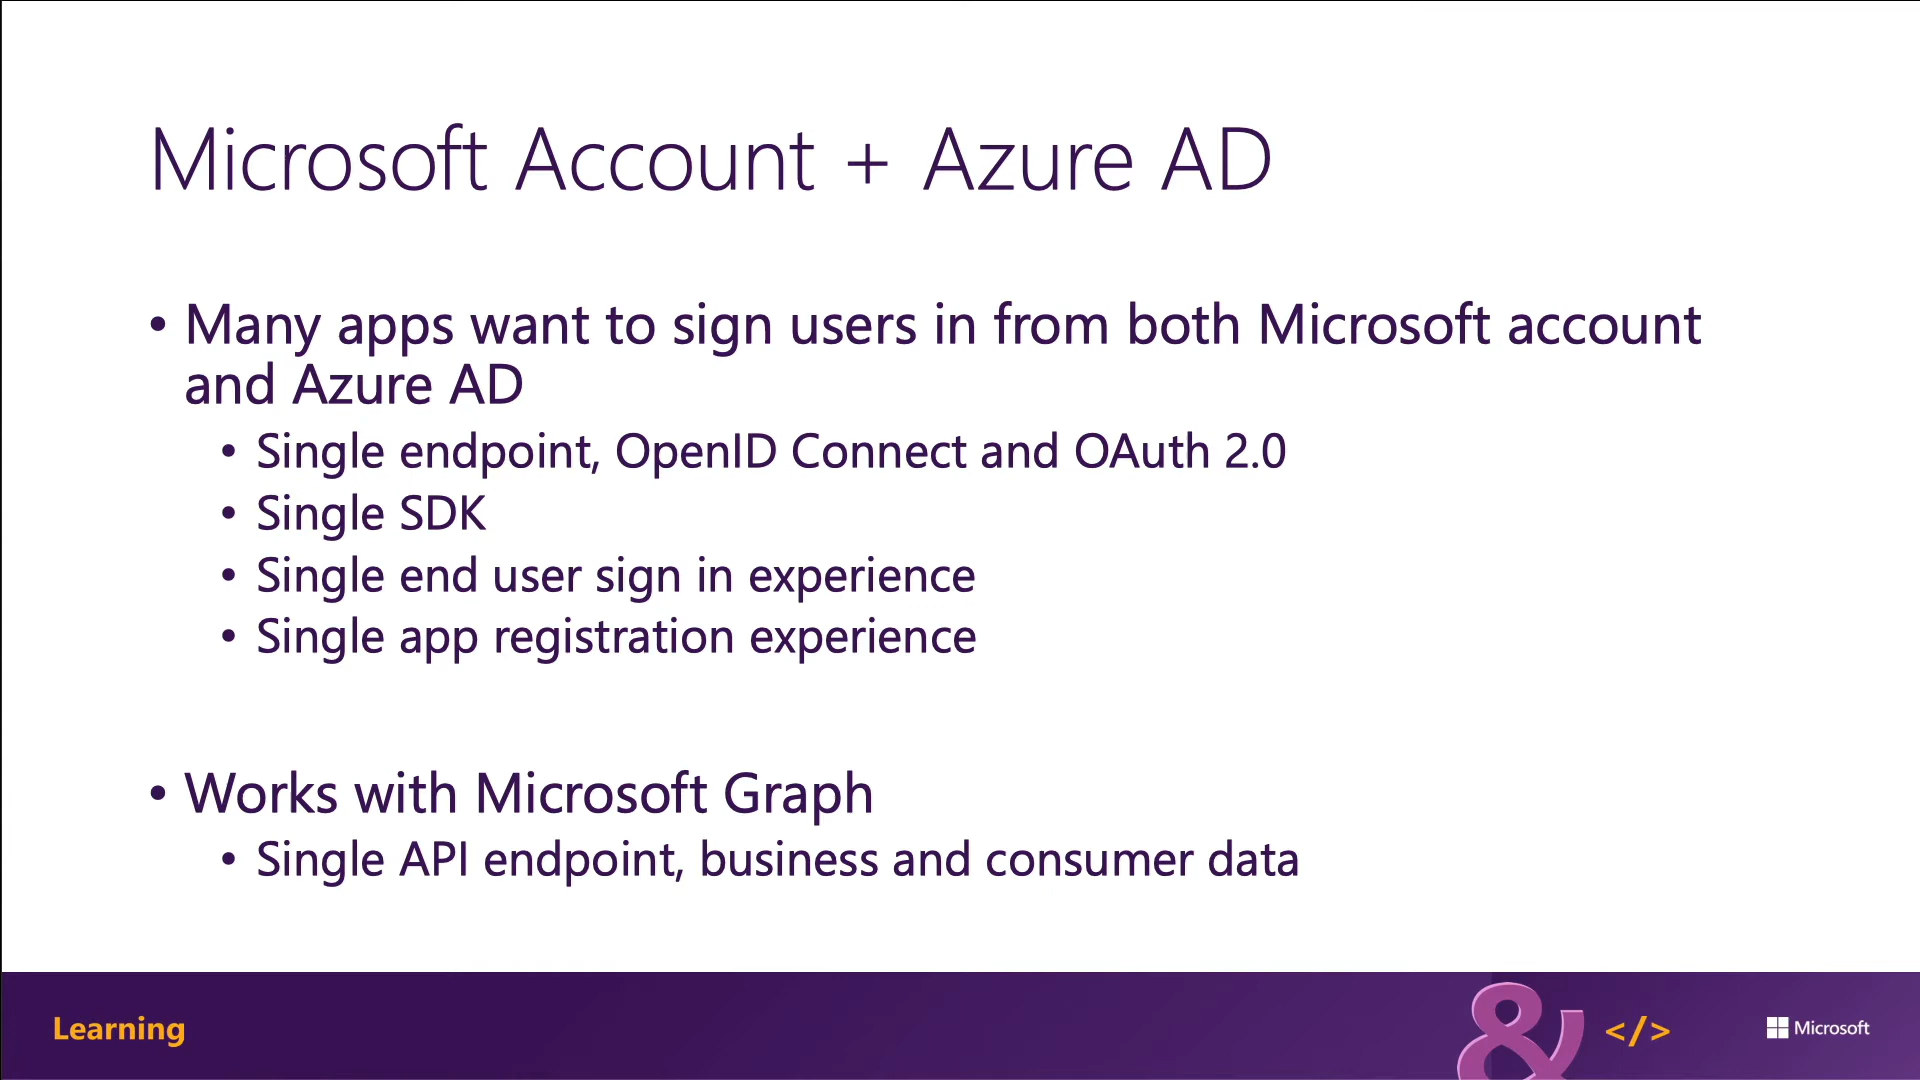 Microsoft Account + Azure AD
• Many apps want to sign users in from both Microsoft account
and Azure AD
• Single endpoint, OpenID Connect and OAuth 2.0
• Single SDK
• Single end user sign in experience
• Single app registration experience
• Works with Microsoft Graph
• Single API endpoint, business and consumer data
Learning
& </>
Microsoft